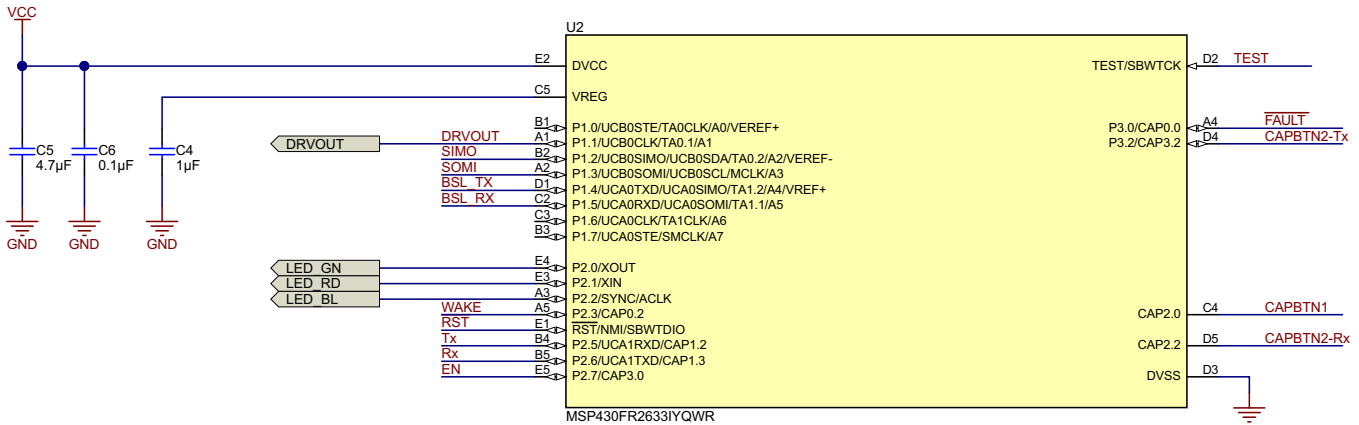 VCC
U2
E2 DVCC
TEST/SBWTCK D2 TEST
C5 VREG
B1 P1.0/UCB0STE/TA0CLK/A0/VEREF+
P3.0/CAP0.0 A4 FAULT
DRVOUT DRVOUT A1 P1.1/UCB0CLK/TA0.1/A1
P3.2/CAP3.2 D4 CAPBTN2-Tx
C5 C6 C4
4.7µF 0.1µF 1µF
SIMO B2 P1.2/UCB0SIMO/UCB0SDA/TA0.2/A2/VEREF-
SOMI A2 P1.3/UCB0SOMI/UCB0SCL/MCLK/A3
BSL_TX D1 P1.4/UCA0TXD/UCA0SIMO/TA1.2/A4/VREF+
BSL_RX C2 P1.5/UCA0RXD/UCA0SOMI/TA1.1/A5
C3 P1.6/UCA0CLK/TA1CLK/A6
B3 P1.7/UCA0STE/SMCLK/A7
GND GND GND
LED_GN E4 P2.0/XOUT
LED_RD E3 P2.1/XIN
LED_BL A3 P2.2/SYNC/ACLK
WAKE A5 P2.3/CAP0.2
CAP2.0 C4 CAPBTN1
RST E1 RST/NMI/SBWTDIO
Tx B4 P2.5/UCA1RXD/CAP1.2
CAP2.2 D5 CAPBTN2-Rx
Rx B5 P2.6/UCA1TXD/CAP1.3
EN E5 P2.7/CAP3.0
DVSS D3
MSP430FR2633IYQWR